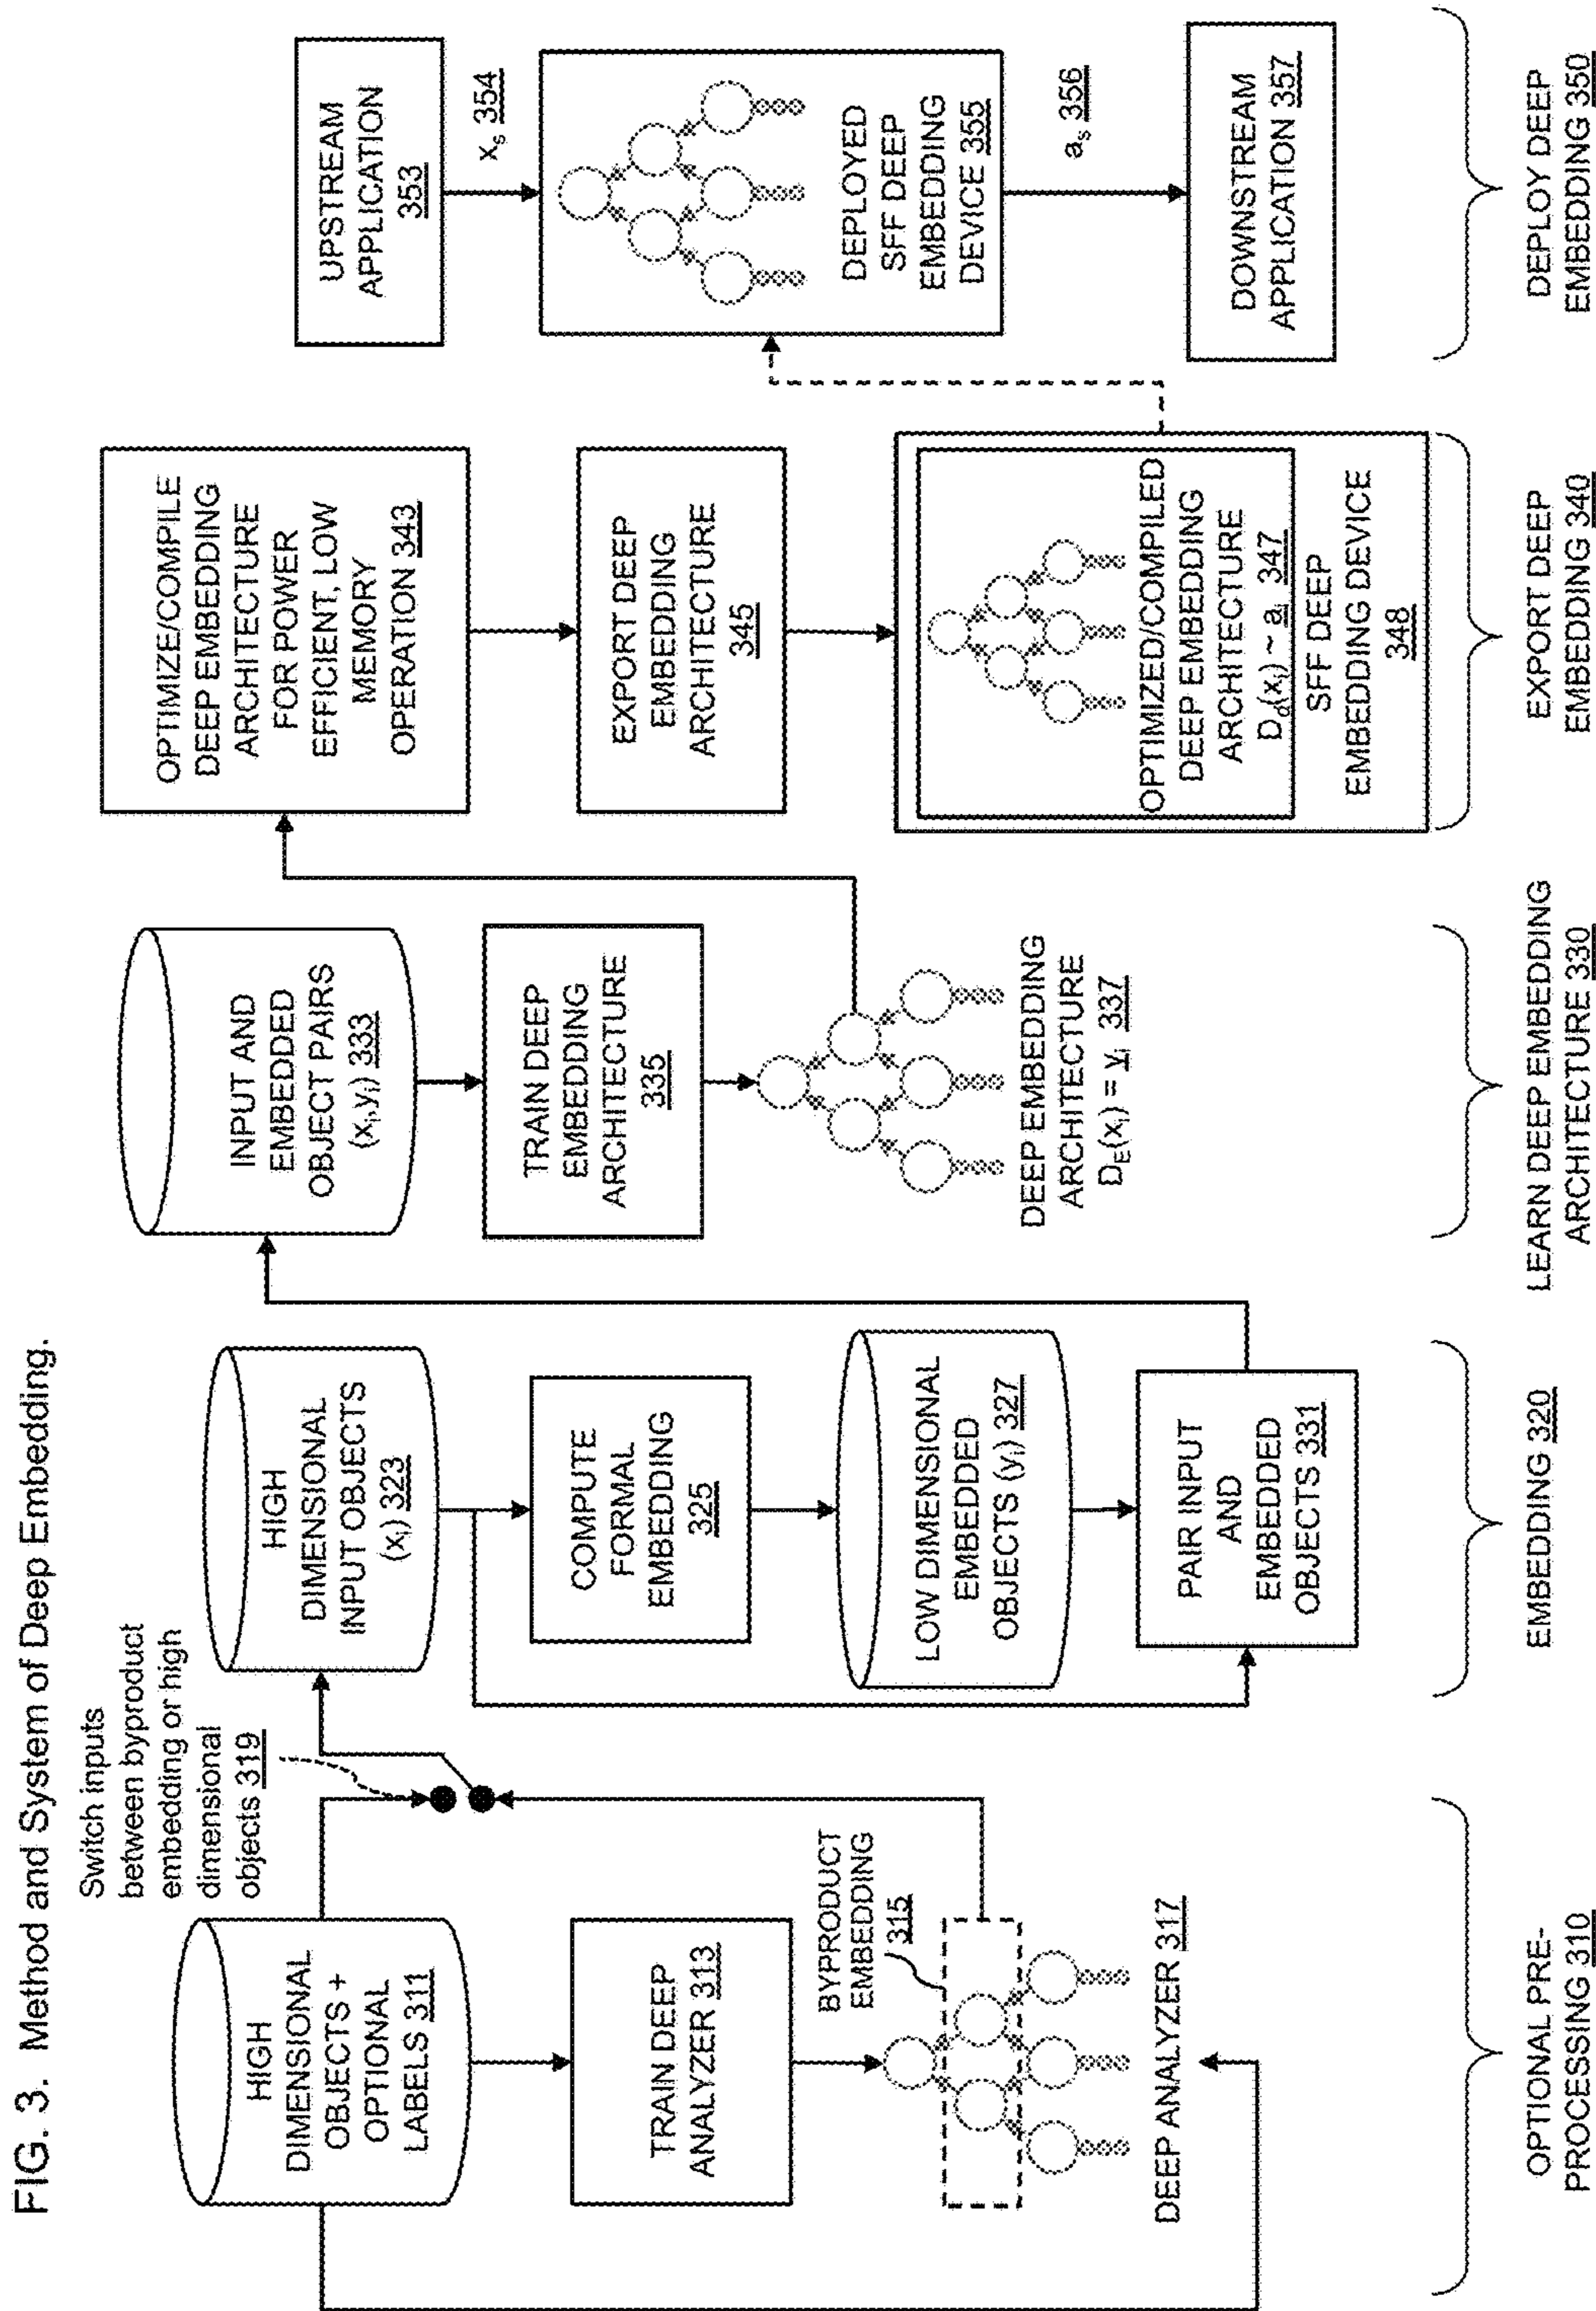 FIG. 3. Method and System of Deep Embedding.
Switch inputs
between byproduct
embedding or high
dimensional
objects 319
HIGH
DIMENSIONAL
OBJECTS +
OPTIONAL
LABELS 311
TRAIN DEEP
ANALYZER 313
BYPRODUCT
EMBEDDING
315
DEEP ANALYZER 317
OPTIONAL PRE-
PROCESSING 310
HIGH
DIMENSIONAL
INPUT OBJECTS
(xᵢ) 323
COMPUTE
FORMAL
EMBEDDING
325
LOW DIMENSIONAL
EMBEDDED
OBJECTS (yᵢ) 327
PAIR INPUT
AND
EMBEDDED
OBJECTS 331
EMBEDDING 320
INPUT AND
EMBEDDED
OBJECT PAIRS
(xᵢ,yᵢ) 333
TRAIN DEEP
EMBEDDING
ARCHITECTURE
335
DEEP EMBEDDING
ARCHITECTURE
D_E(xᵢ) = yᵢ 337
LEARN DEEP EMBEDDING
ARCHITECTURE 330
OPTIMIZE/COMPILE
DEEP EMBEDDING
ARCHITECTURE
FOR POWER
EFFICIENT, LOW
MEMORY
OPERATION 343
EXPORT DEEP
EMBEDDING
ARCHITECTURE
345
OPTIMIZED/COMPILED
DEEP EMBEDDING
ARCHITECTURE
D_α(xᵢ) ~ aᵢ 347
SFF DEEP
EMBEDDING DEVICE
348
EXPORT DEEP
EMBEDDING 340
UPSTREAM
APPLICATION
353
xₛ 354
DEPLOYED
SFF DEEP
EMBEDDING
DEVICE 355
aₛ 356
DOWNSTREAM
APPLICATION 357
DEPLOY DEEP
EMBEDDING 350